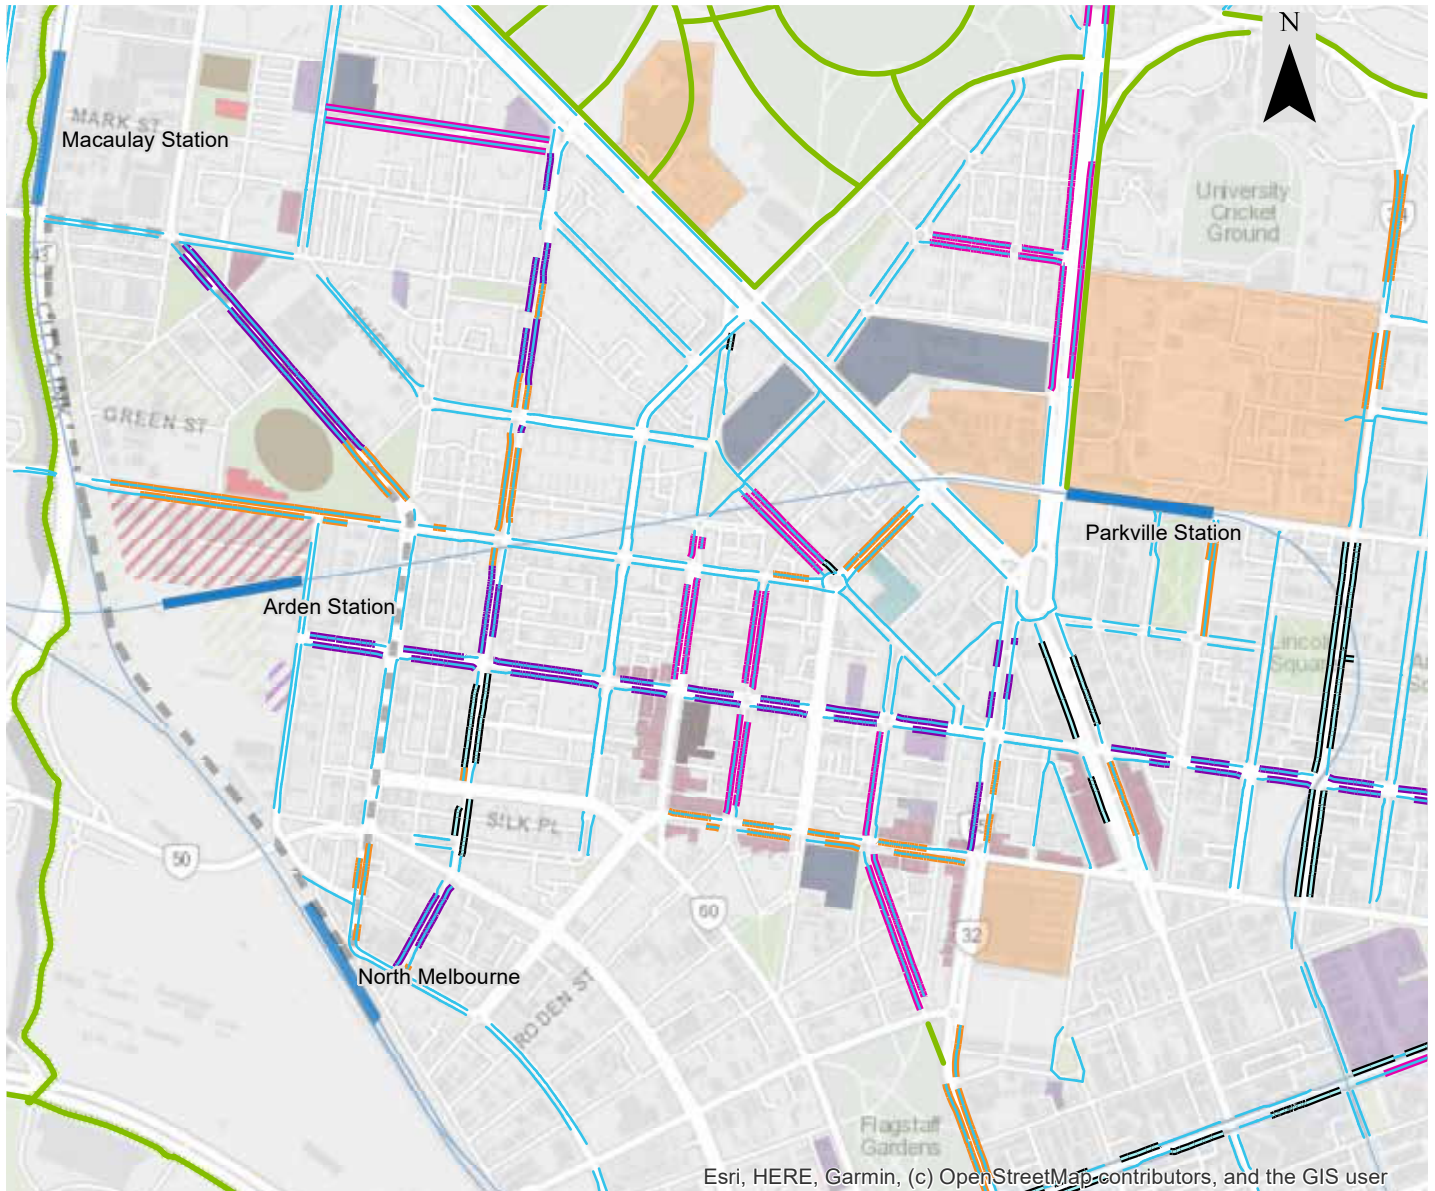 N
MARK ST
Macaulay Station
University
Cricket
Ground
43
GREEN ST
Parkville Station
Arden Station
Lincoln
Square
SILK PL
50
60
32
North Melbourne
RODEN ST
Flagstaff
Gardens
Esri, HERE, Garmin, (c) OpenStreetMap contributors, and the GIS user